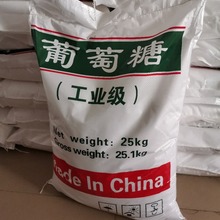 葡萄糖
(工业级)
Net weight: 25kg
Gross weight: 25.1kg
Made In China